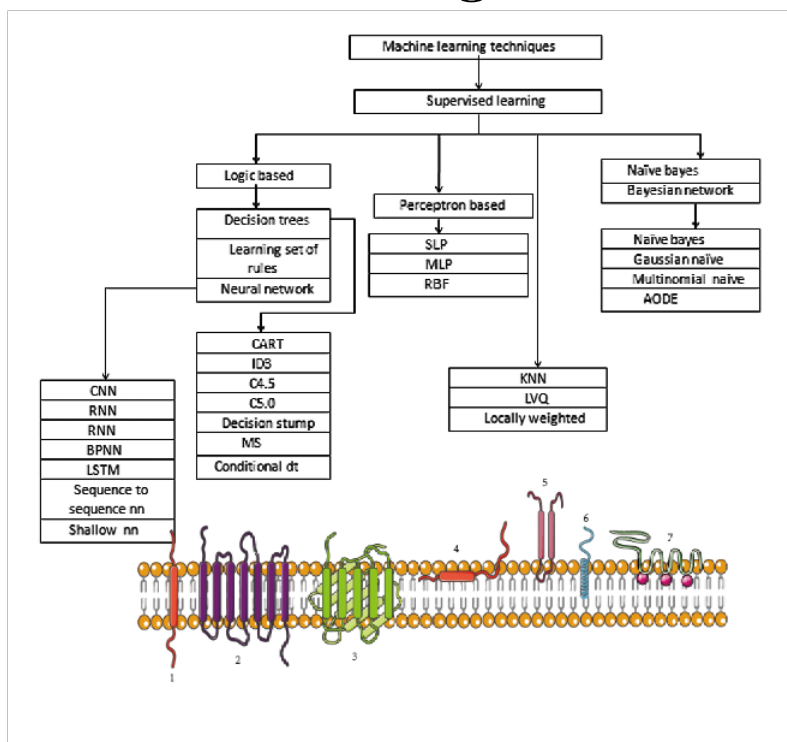 Machine learning techniques
Supervised learning
Logic based
Decision trees
Learning set of
rules
Neural network
Perceptron based
SLP
MLP
RBF
Naïve bayes
Bayesian network
Naïve bayes
Gaussian naïve
Multinomial naive
AODE
CART
ID3
C4.5
C5.0
Decision stump
MS
Conditional dt
KNN
LVQ
Locally weighted
CNN
RNN
RNN
BPNN
LSTM
Sequence to
sequence nn
Shallow nn
1
2
3
4
5
6
7